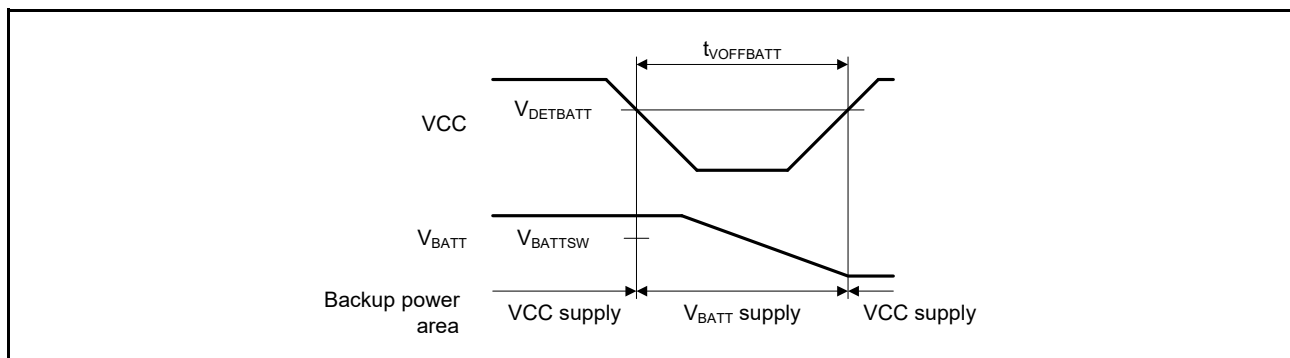 tVOFFBATT
VDETBATT
VCC
VBATT
VBATTSW
Backup power
area
VCC supply
VBATT supply
VCC supply